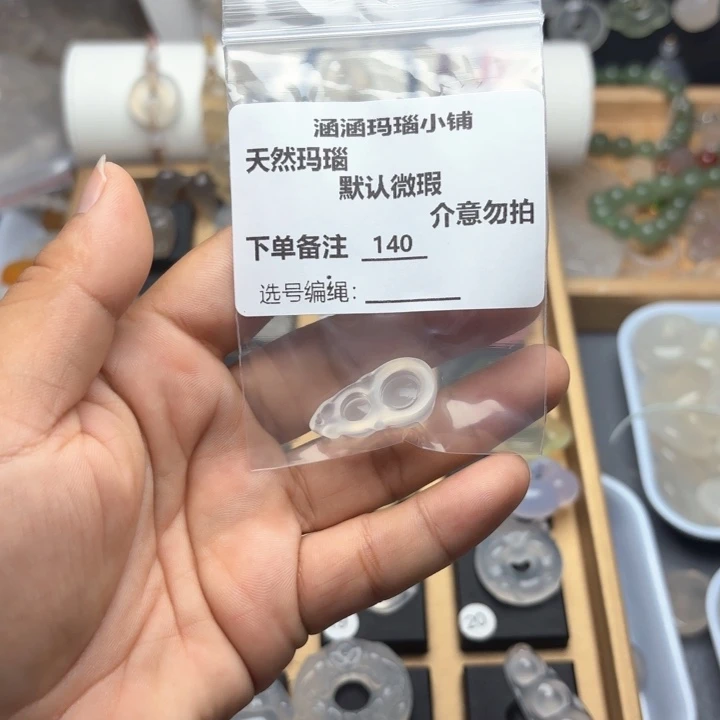 涵涵玛瑙小铺
天然玛瑙
默认微瑕
介意勿拍
下单备注 140
选号编绳：
20